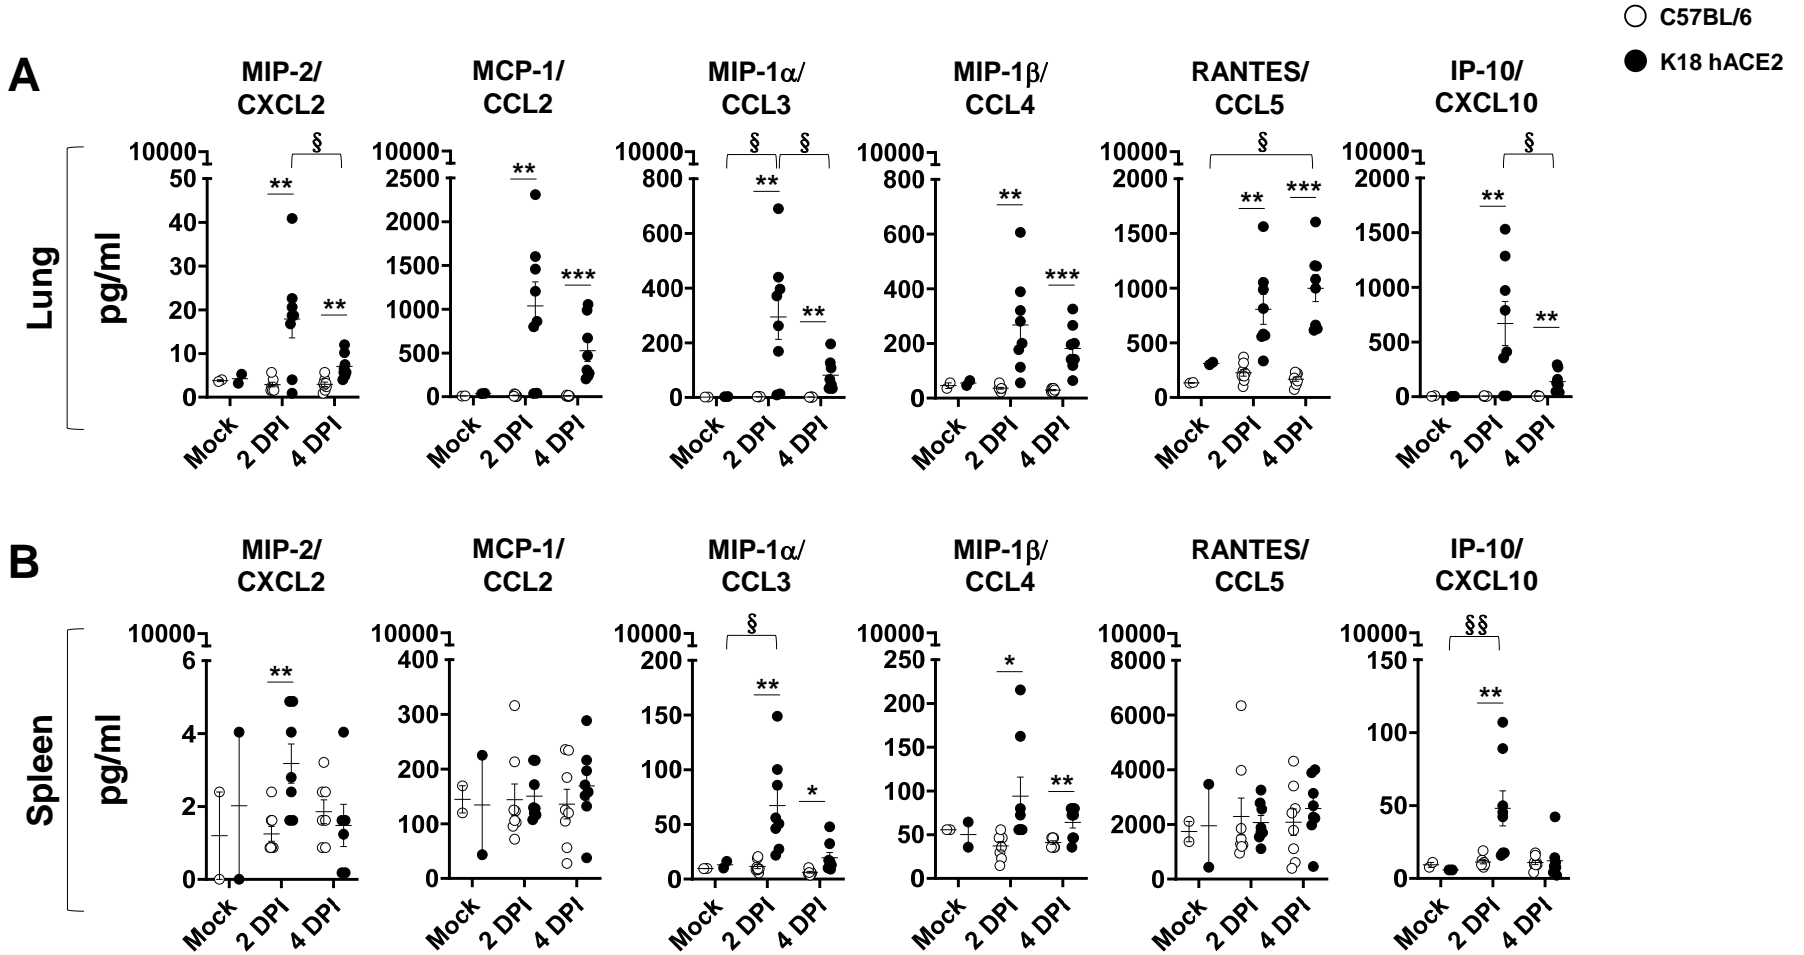 C57BL/6
K18 hACE2
A
MIP-2/
CXCL2
MCP-1/
CCL2
MIP-1α/
CCL3
MIP-1β/
CCL4
RANTES/
CCL5
IP-10/
CXCL10
Lung
pg/ml
10000
50
40
30
20
10
0
**
§
**
Mock
2 DPI
4 DPI
10000
2500
2000
1500
1000
500
0
**
***
Mock
2 DPI
4 DPI
10000
800
600
400
200
0
§
§
**
**
Mock
2 DPI
4 DPI
10000
800
600
400
200
0
**
***
Mock
2 DPI
4 DPI
10000
2000
1500
1000
500
0
§
**
***
Mock
2 DPI
4 DPI
10000
2000
1500
1000
500
0
§
**
**
Mock
2 DPI
4 DPI
B
MIP-2/
CXCL2
MCP-1/
CCL2
MIP-1α/
CCL3
MIP-1β/
CCL4
RANTES/
CCL5
IP-10/
CXCL10
Spleen
pg/ml
10000
6
4
2
0
**
Mock
2 DPI
4 DPI
10000
400
300
200
100
0
Mock
2 DPI
4 DPI
10000
200
150
100
50
0
§
**
*
Mock
2 DPI
4 DPI
10000
250
200
150
100
50
0
*
**
Mock
2 DPI
4 DPI
10000
8000
6000
4000
2000
0
Mock
2 DPI
4 DPI
10000
150
100
50
0
§§
**
Mock
2 DPI
4 DPI